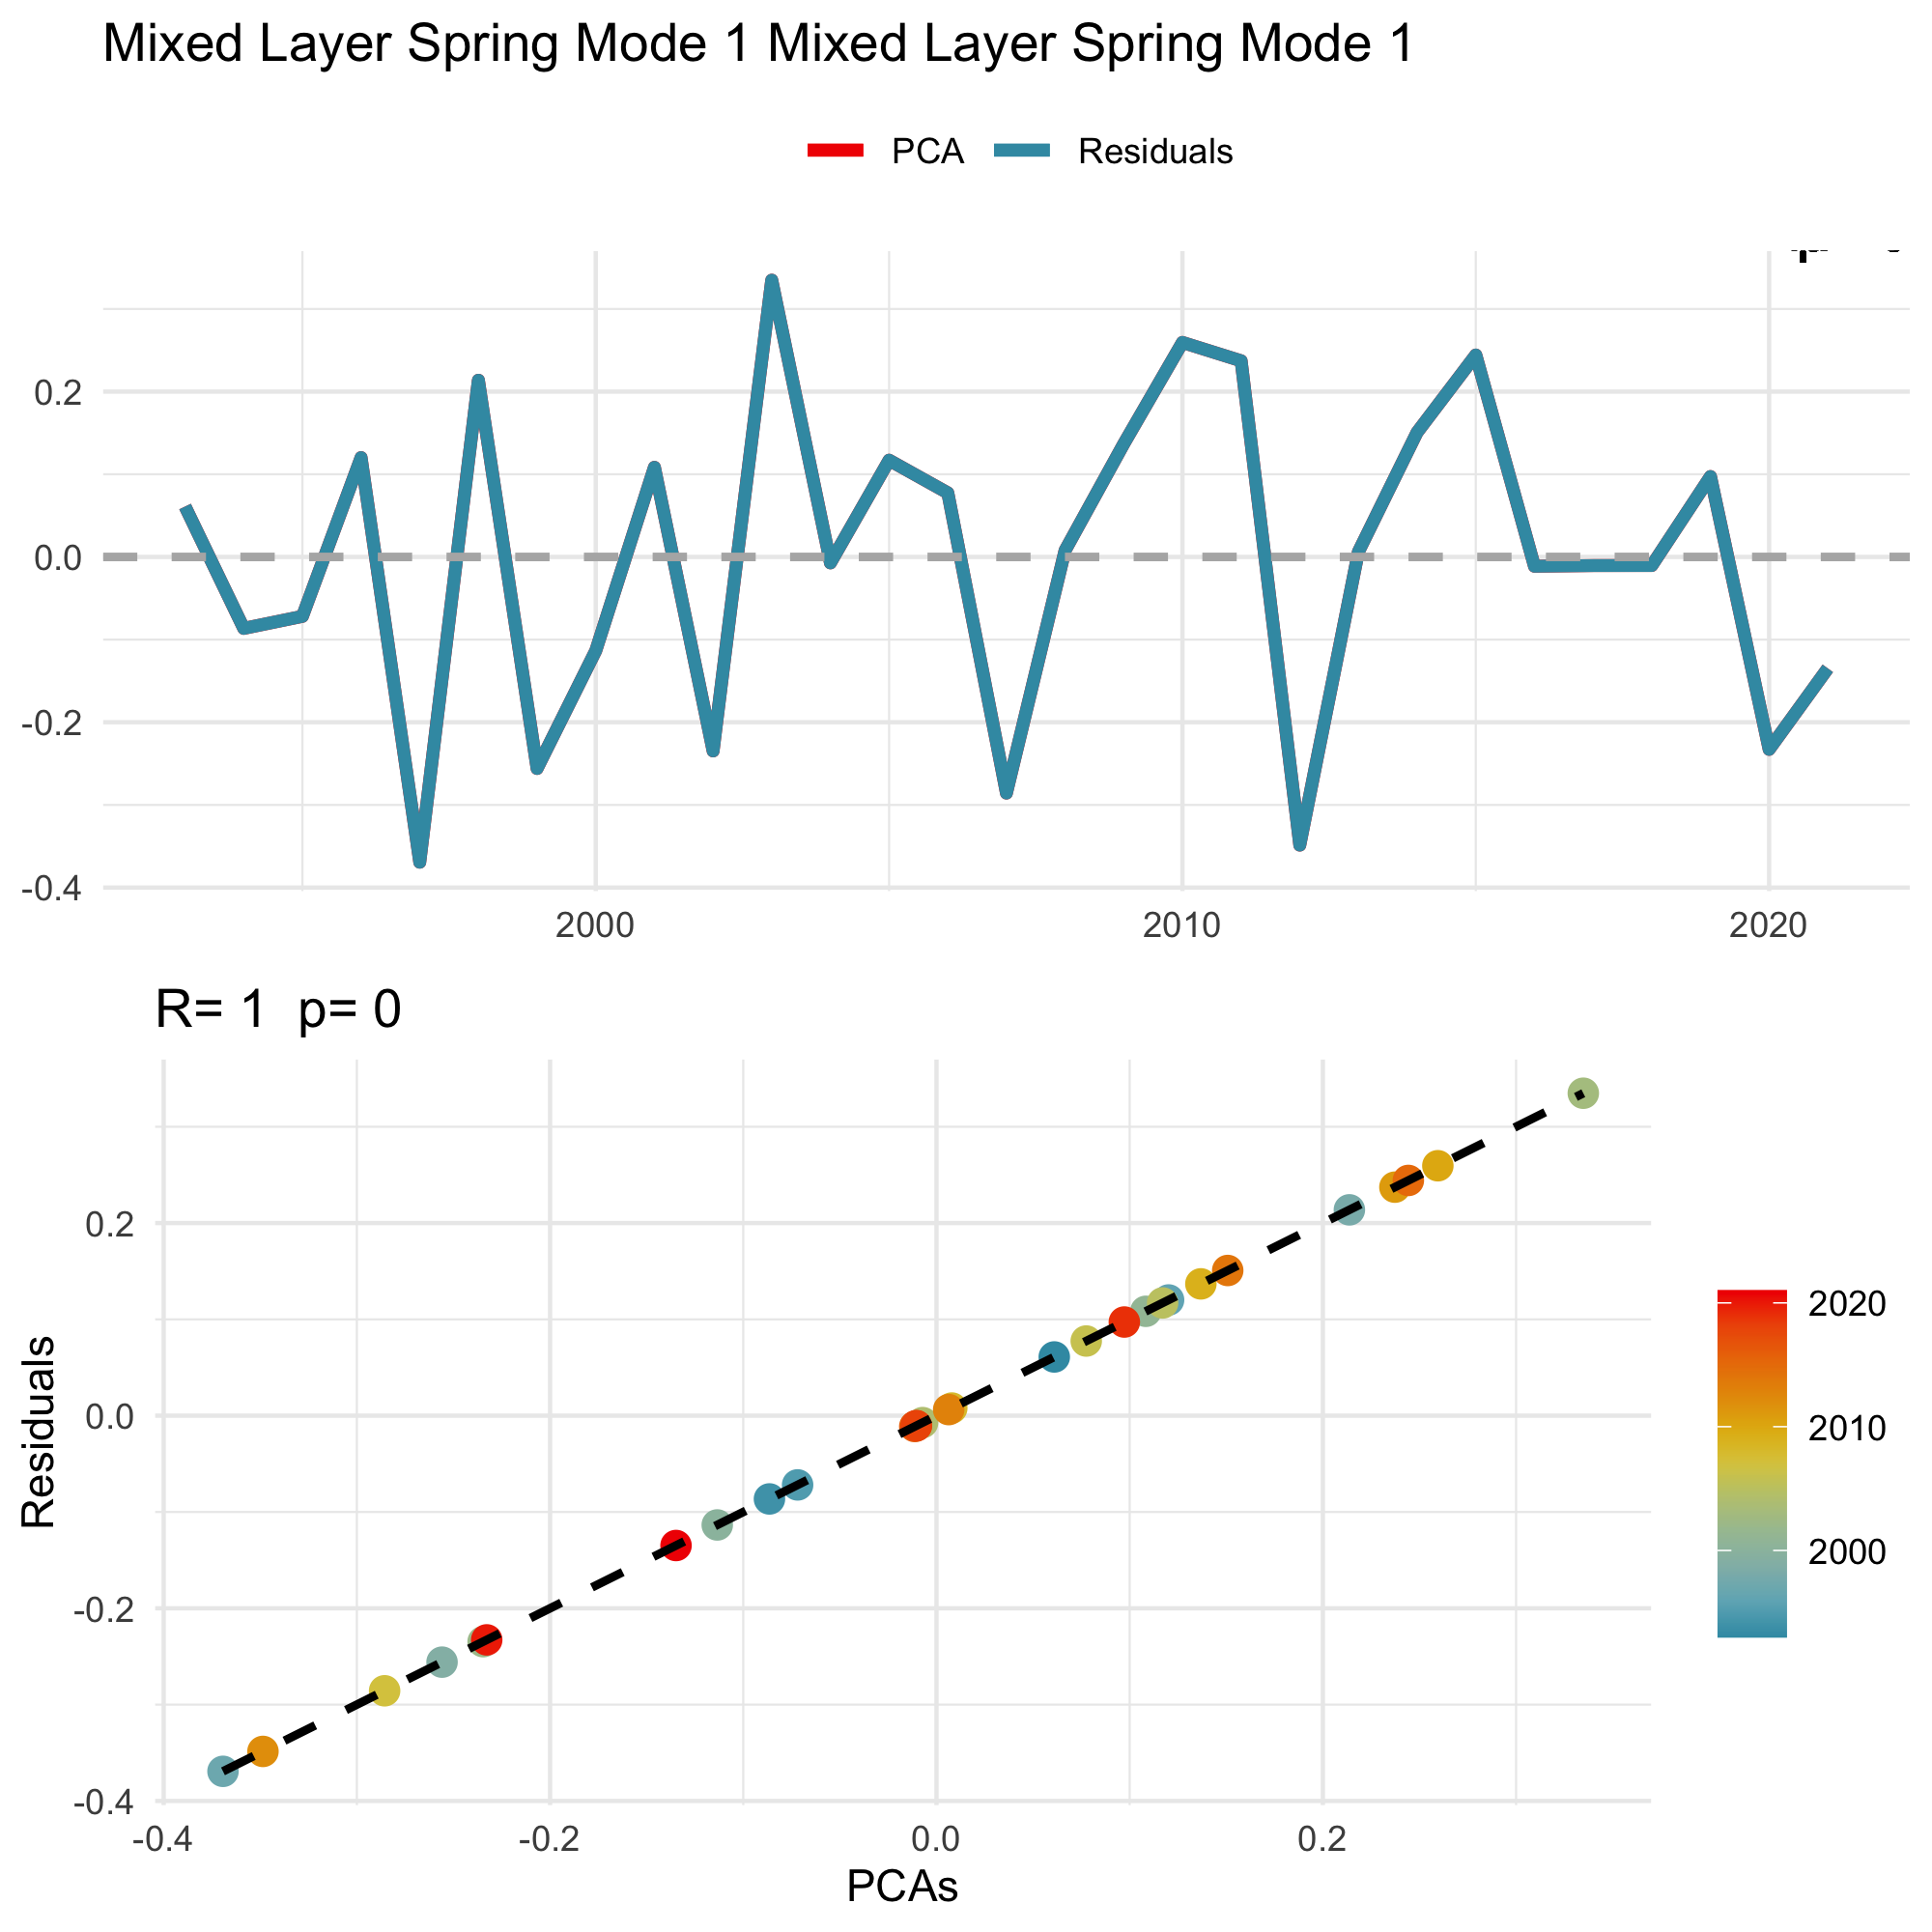 Mixed Layer Spring Mode 1 Mixed Layer Spring Mode 1
PCA Residuals
0.2
0.0
-0.2
-0.4
2000 2010 2020
R= 1 p= 0
Residuals
0.2
0.0
-0.2
-0.4
-0.4 -0.2 0.0 0.2
PCAs
2020
2010
2000